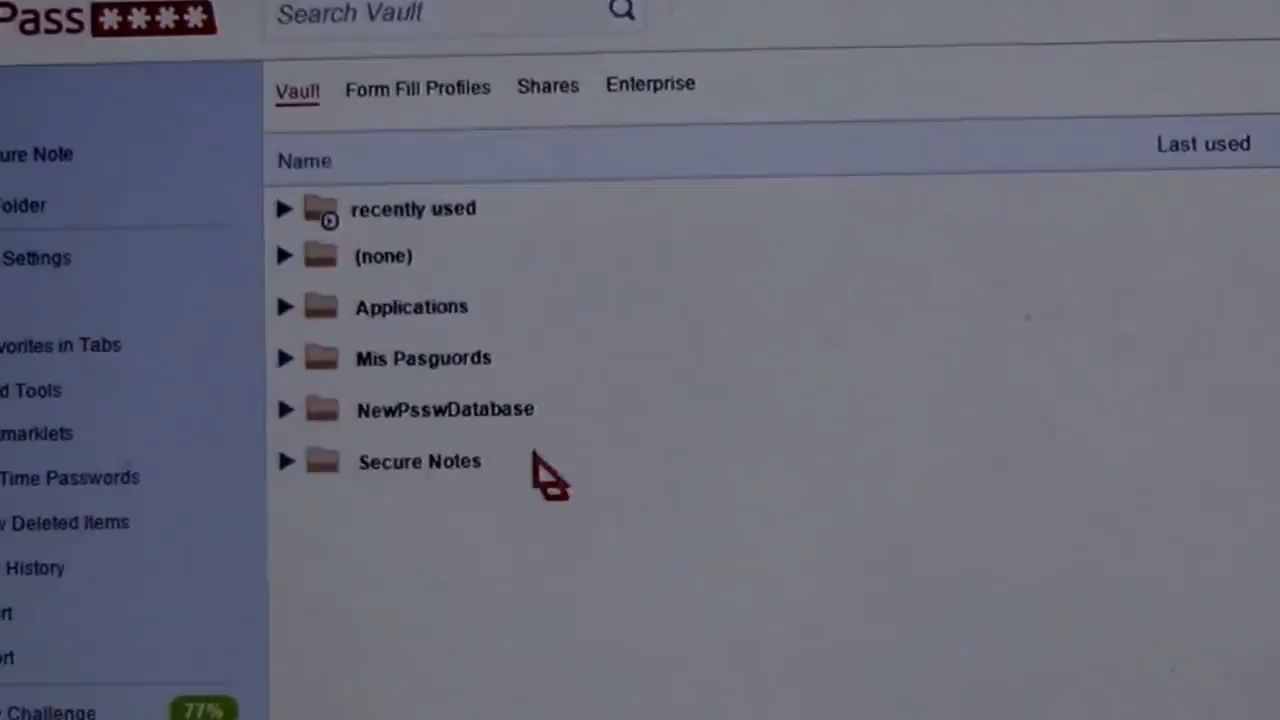 Pass ****
Search Vault
Vault Form Fill Profiles Shares Enterprise
Name Last used
recently used
(none)
Applications
Mis Pasguords
NewPsswDatabase
Secure Notes
ure Note
older
Settings
vorites in Tabs
d Tools
marklets
Time Passwords
w Deleted Items
History
rt
ort
Challenge 77%